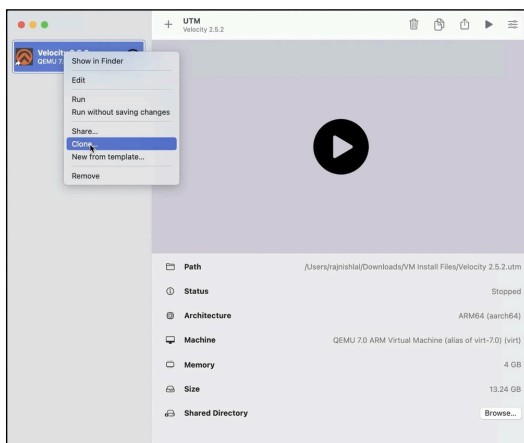 UTM
Velocity 2.5.2
QEMU 7.
Show in Finder
Edit
Run
Run without saving changes
Share...
Clone...
New from template...
Remove
Path /Users/rajnishlal/Downloads/VM Install Files/Velocity 2.5.2.utm
Status Stopped
Architecture ARM64 (aarch64)
Machine QEMU 7.0 ARM Virtual Machine (alias of virt-7.0) (virt)
Memory 4 GB
Size 13.24 GB
Shared Directory Browse...